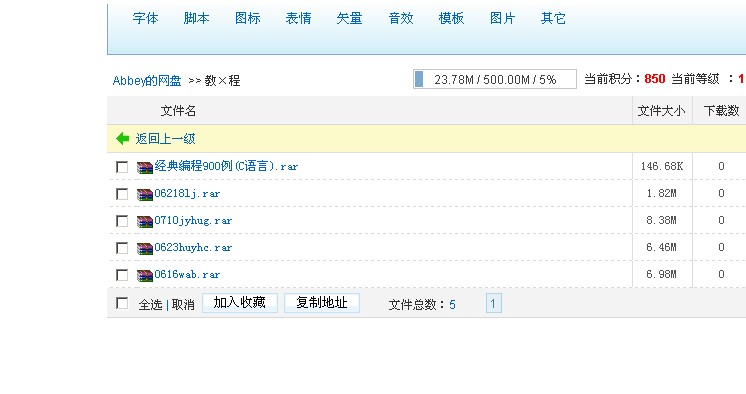 字体 脚本 图标 表情 矢量 音效 模板 图片 其它
Abbey的网盘 >> 教×程 23.78M / 500.00M / 5% 当前积分：850 当前等级 ：1
文件名 文件大小 下载数
返回上一级
经典编程900例(C语言).rar 146.68K 0
06218lj.rar 1.82M 0
0710jyhug.rar 8.38M 0
0623huyhc.rar 6.46M 0
0616wab.rar 6.98M 0
全选 | 取消 加入收藏 复制地址 文件总数：5 1